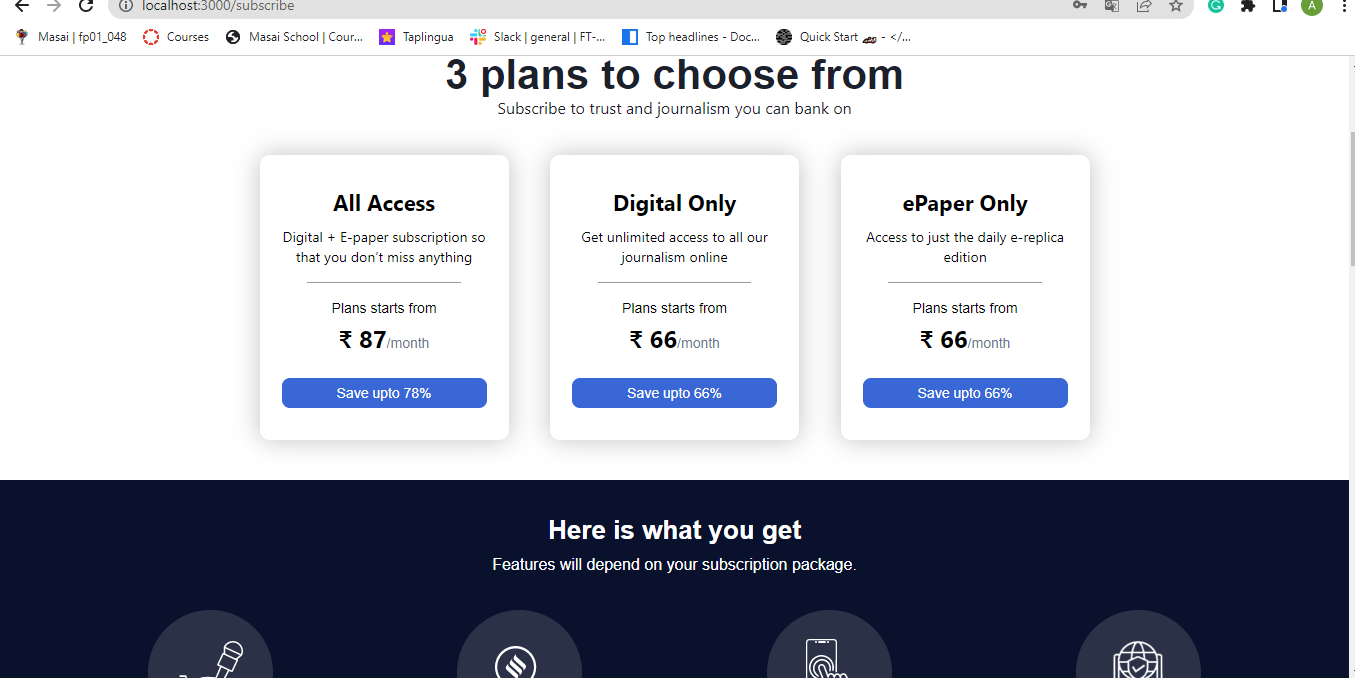 localhost:3000/subscribe
A
Masai | fp01_048
Courses
Masai School | Cour...
Taplingua
Slack | general | FT-...
Top headlines - Doc...
Quick Start
- </...
3 plans to choose from
Subscribe to trust and journalism you can bank on
All Access
Digital + E-paper subscription so
that you don't miss anything
Plans starts from
₹ 87/month
Save upto 78%
Digital Only
Get unlimited access to all our
journalism online
Plans starts from
₹ 66/month
Save upto 66%
ePaper Only
Access to just the daily e-replica
edition
Plans starts from
₹ 66/month
Save upto 66%
Here is what you get
Features will depend on your subscription package.